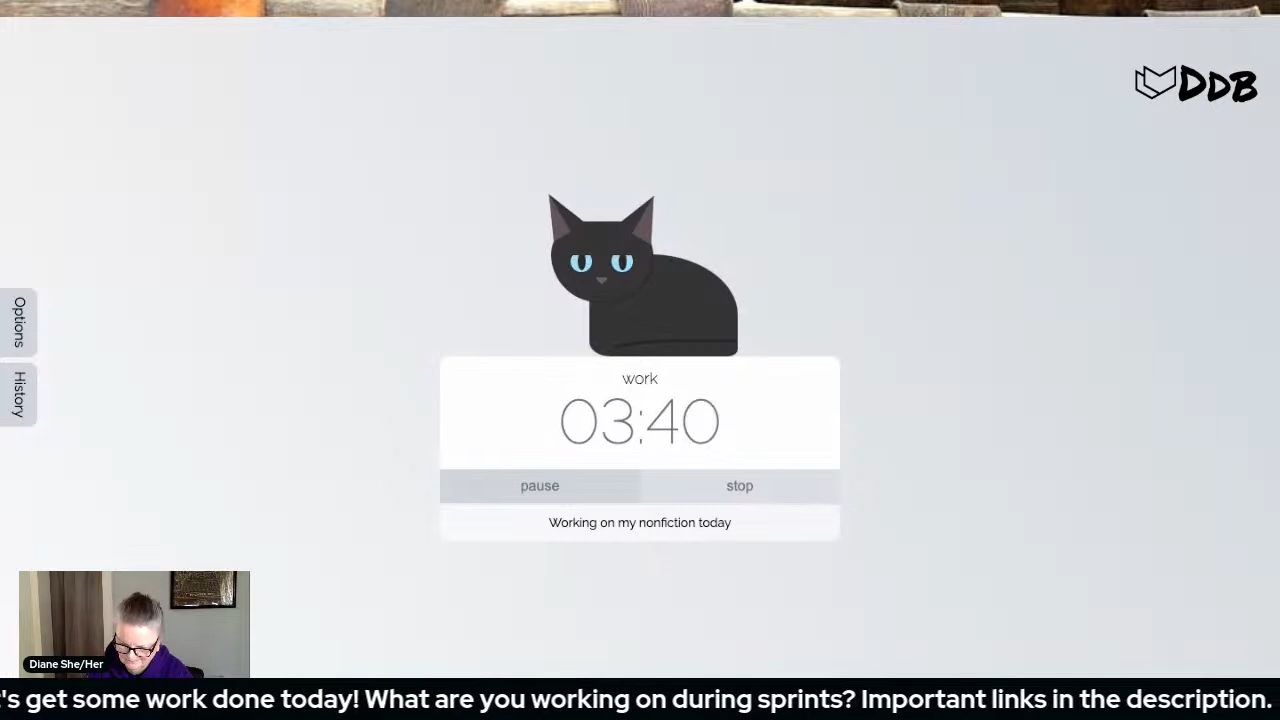 DDB
Options
History
work
03:40
pause
stop
Working on my nonfiction today
Diane She/Her
t's get some work done today! What are you working on during sprints? Important links in the description.